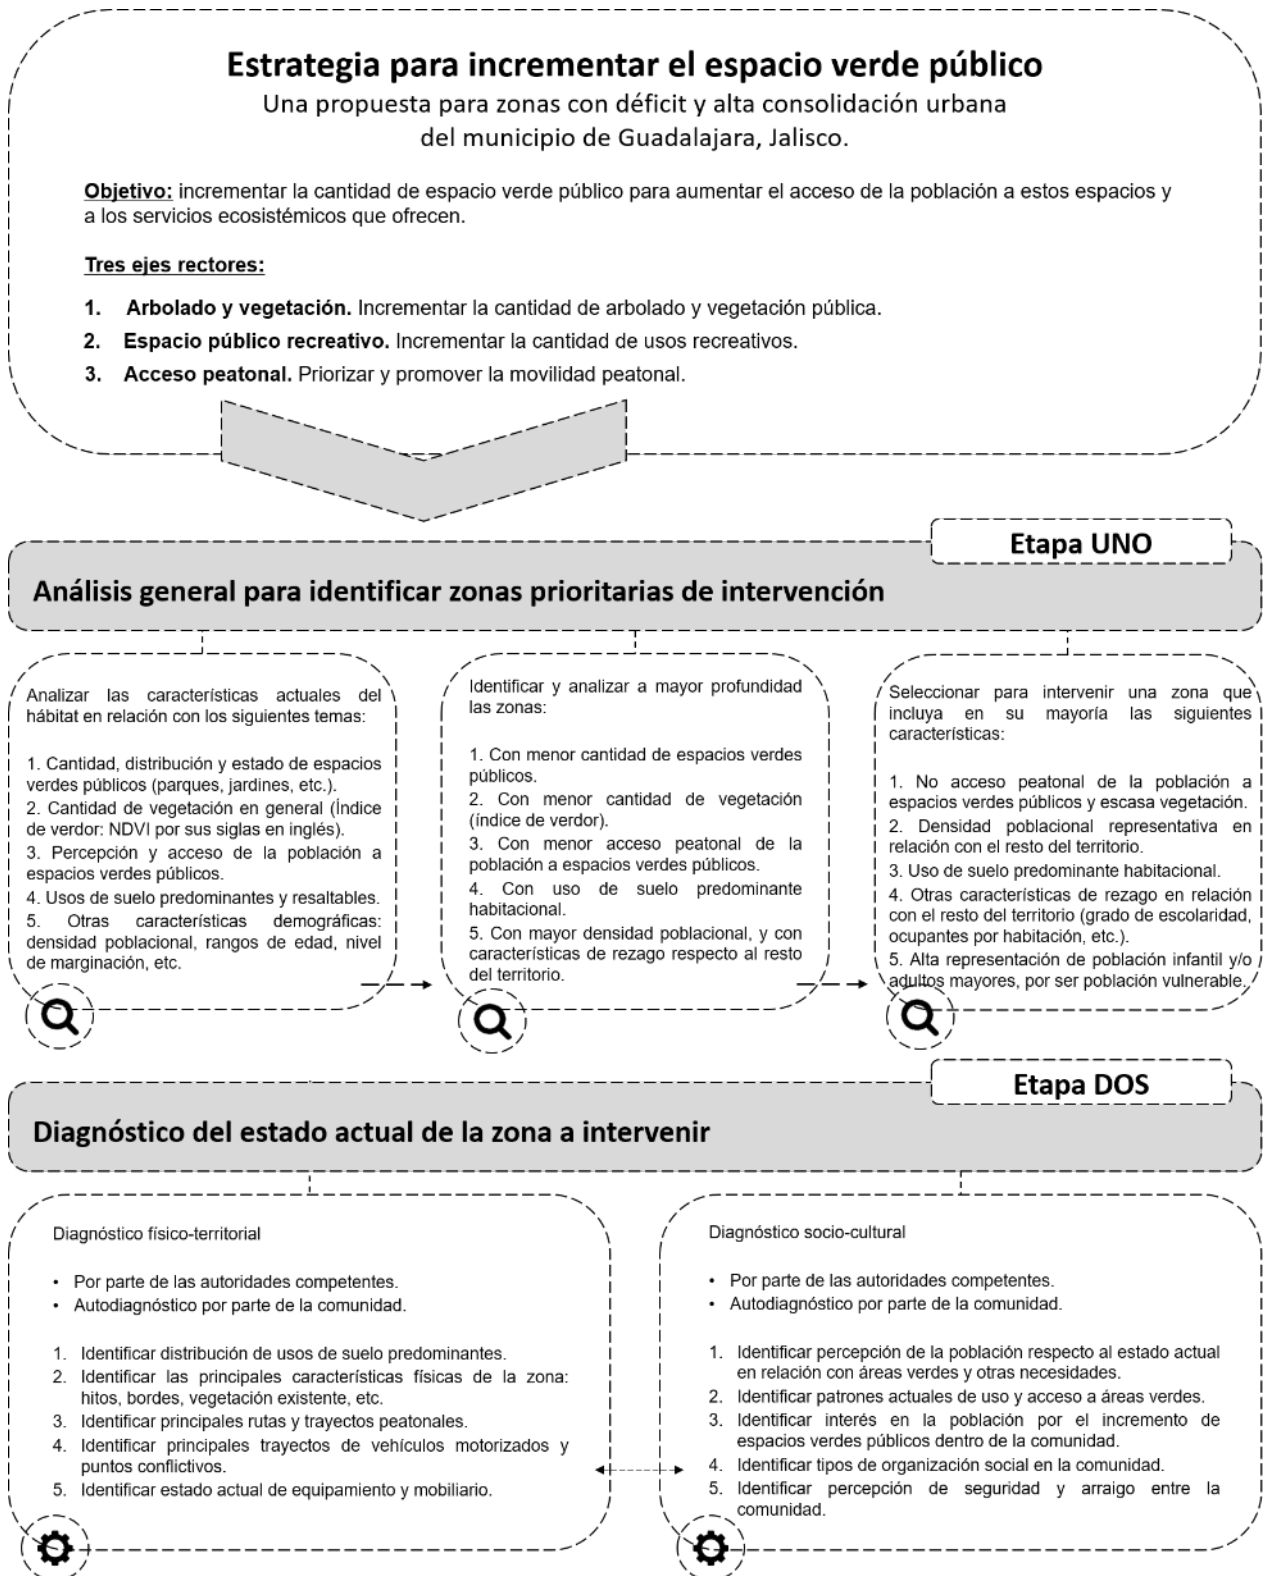 Estrategia para incrementar el espacio verde público
Una propuesta para zonas con déficit y alta consolidación urbana
del municipio de Guadalajara, Jalisco.
Objetivo: incrementar la cantidad de espacio verde público para aumentar el acceso de la población a estos espacios y
a los servicios ecosistémicos que ofrecen.
Tres ejes rectores:
1. Arbolado y vegetación. Incrementar la cantidad de arbolado y vegetación pública.
2. Espacio público recreativo. Incrementar la cantidad de usos recreativos.
3. Acceso peatonal. Priorizar y promover la movilidad peatonal.
Etapa UNO
Análisis general para identificar zonas prioritarias de intervención
Analizar las características actuales del
hábitat en relación con los siguientes temas:
1. Cantidad, distribución y estado de espacios
verdes públicos (parques, jardines, etc.).
2. Cantidad de vegetación en general (Índice
de verdor: NDVI por sus siglas en inglés).
3. Percepción y acceso de la población a
espacios verdes públicos.
4. Usos de suelo predominantes y resaltables.
5. Otras características demográficas:
densidad poblacional, rangos de edad, nivel
de marginación, etc.
Identificar y analizar a mayor profundidad
las zonas:
1. Con menor cantidad de espacios verdes
públicos.
2. Con menor cantidad de vegetación
(índice de verdor).
3. Con menor acceso peatonal de la
población a espacios verdes públicos.
4. Con uso de suelo predominante
habitacional.
5. Con mayor densidad poblacional, y con
características de rezago respecto al resto
del territorio.
Seleccionar para intervenir una zona que
incluya en su mayoría las siguientes
características:
1. No acceso peatonal de la población a
espacios verdes públicos y escasa vegetación.
2. Densidad poblacional representativa en
relación con el resto del territorio.
3. Uso de suelo predominante habitacional.
4. Otras características de rezago en relación
con el resto del territorio (grado de escolaridad,
ocupantes por habitación, etc.).
5. Alta representación de población infantil y/o
adultos mayores, por ser población vulnerable.
Etapa DOS
Diagnóstico del estado actual de la zona a intervenir
Diagnóstico físico-territorial
• Por parte de las autoridades competentes.
• Autodiagnóstico por parte de la comunidad.
1. Identificar distribución de usos de suelo predominantes.
2. Identificar las principales características físicas de la zona:
hitos, bordes, vegetación existente, etc.
3. Identificar principales rutas y trayectos peatonales.
4. Identificar principales trayectos de vehículos motorizados y
puntos conflictivos.
5. Identificar estado actual de equipamiento y mobiliario.
Diagnóstico socio-cultural
• Por parte de las autoridades competentes.
• Autodiagnóstico por parte de la comunidad.
1. Identificar percepción de la población respecto al estado actual
en relación con áreas verdes y otras necesidades.
2. Identificar patrones actuales de uso y acceso a áreas verdes.
3. Identificar interés en la población por el incremento de
espacios verdes públicos dentro de la comunidad.
4. Identificar tipos de organización social en la comunidad.
5. Identificar percepción de seguridad y arraigo entre la
comunidad.